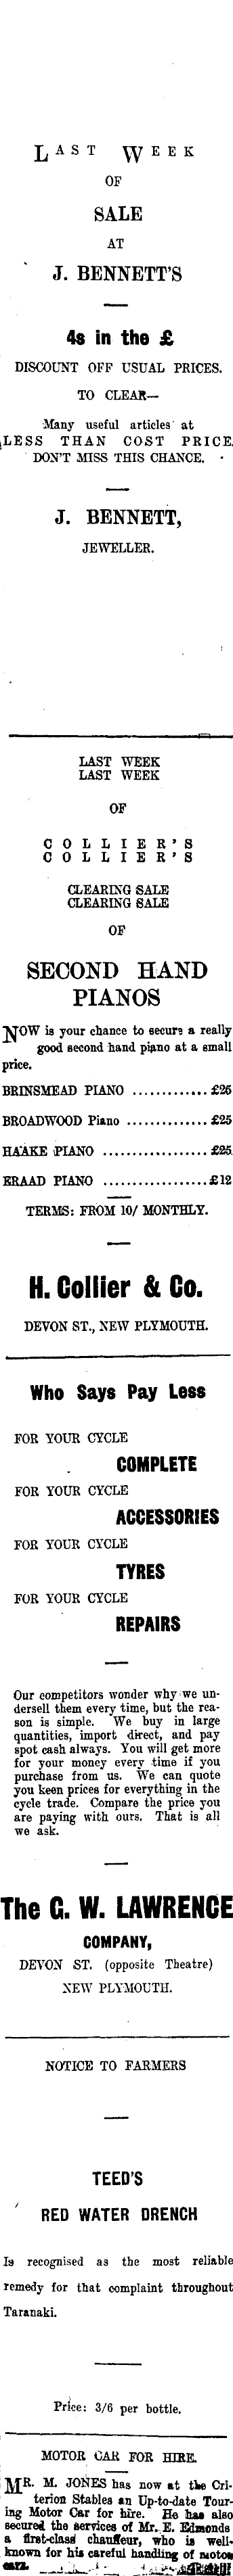 LAST WEEK
OF
SALE
AT
J. BENNETT'S
4s in the £
DISCOUNT OFF USUAL PRICES.
TO CLEAR—
Many useful articles at
LESS THAN COST PRICE.
DON'T MISS THIS CHANCE.
J. BENNETT,
JEWELLER.
LAST WEEK
LAST WEEK
OF
COLLIER'S
COLLIER'S
CLEARING SALE
CLEARING SALE
OF
SECOND HAND
PIANOS
NOW is your chance to secure a really
good second hand piano at a small
price.
BRINSMEAD PIANO ............ £26
BROADWOOD Piano .............. £25
HAAKE PIANO .................. £25
ERAAD PIANO .................. £12
TERMS: FROM 10/ MONTHLY.
H. Collier & Co.
DEVON ST., NEW PLYMOUTH.
Who Says Pay Less
FOR YOUR CYCLE
COMPLETE
FOR YOUR CYCLE
ACCESSORIES
FOR YOUR CYCLE
TYRES
FOR YOUR CYCLE
REPAIRS
Our competitors wonder why we un-
dersell them every time, but the rea-
son is simple. We buy in large
quantities, import direct, and pay
spot cash always. You will get more
for your money every time if you
purchase from us. We can quote
you keen prices for everything in the
cycle trade. Compare the price you
are paying with ours. That is all
we ask.
The C. W. LAWRENCE
COMPANY,
DEVON ST. (opposite Theatre)
NEW PLYMOUTH.
NOTICE TO FARMERS
TEED'S
RED WATER DRENCH
Is recognised as the most reliable
remedy for that complaint throughout
Taranaki.
Price: 3/6 per bottle.
MOTOR CAR FOR HIRE.
MR. M. JONES has now at the Cri-
terion Stables an Up-to-date Tour-
ing Motor Car for hire. He has also
secured the services of Mr. E. Edmonds
a first-class chauffeur, who is well-
known for his careful handling of motor
cars.